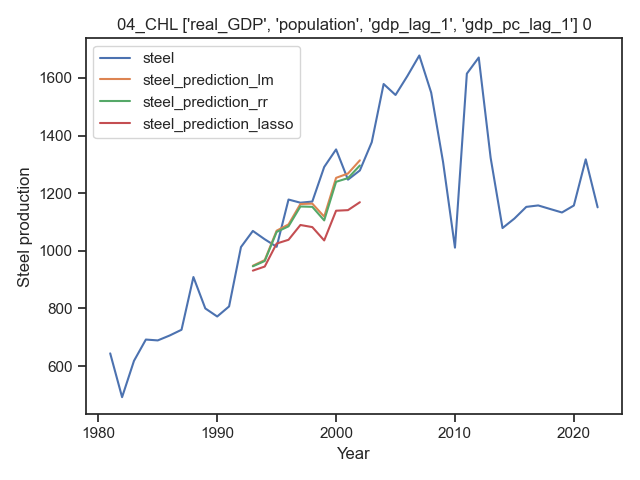 04_CHL ['real_GDP', 'population', 'gdp_lag_1', 'gdp_pc_lag_1'] 0
steel
steel_prediction_lm
steel_prediction_rr
steel_prediction_lasso
Steel production
1600
1400
1200
1000
800
600
1980
1990
2000
2010
2020
Year